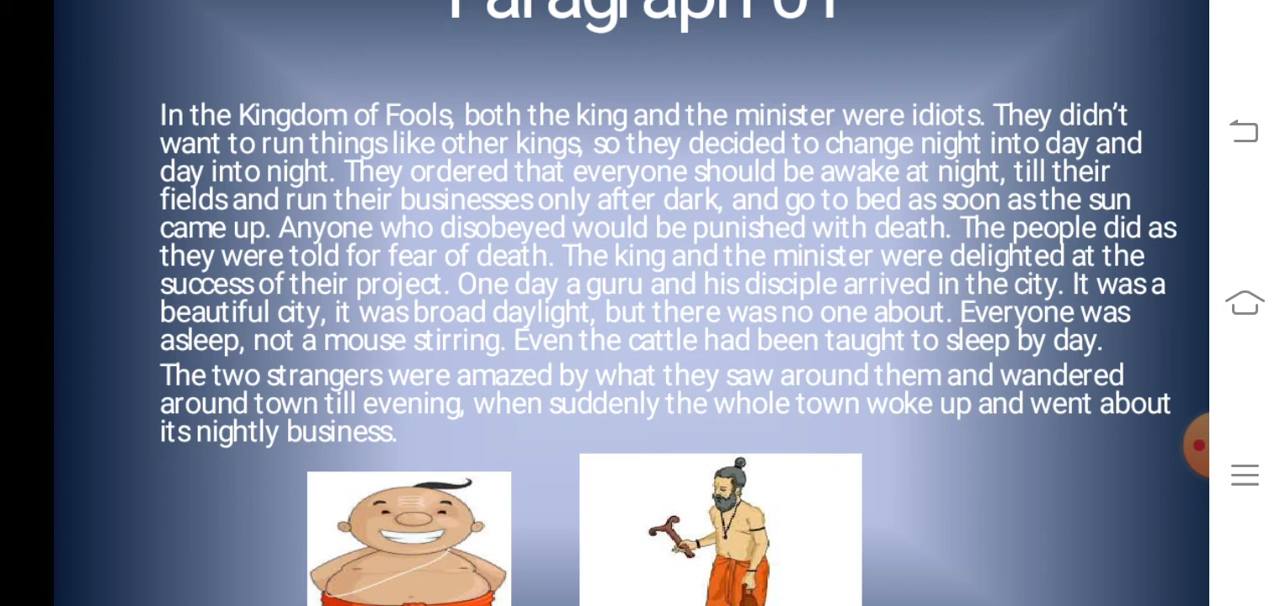 Paragraph 01
In the Kingdom of Fools, both the king and the minister were idiots. They didn't
want to run things like other kings, so they decided to change night into day and
day into night. They ordered that everyone should be awake at night, till their
fields and run their businesses only after dark, and go to bed as soon as the sun
came up. Anyone who disobeyed would be punished with death. The people did as
they were told for fear of death. The king and the minister were delighted at the
success of their project. One day a guru and his disciple arrived in the city. It was a
beautiful city, it was broad daylight, but there was no one about. Everyone was
asleep, not a mouse stirring. Even the cattle had been taught to sleep by day.
The two strangers were amazed by what they saw around them and wandered
around town till evening, when suddenly the whole town woke up and went about
its nightly business.